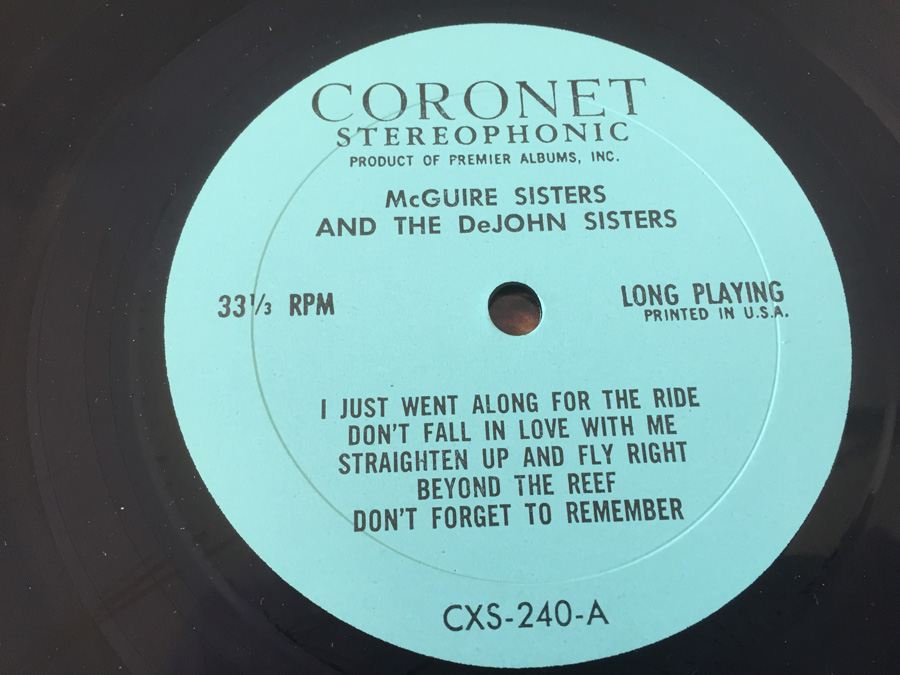 CORONET
STEREOPHONIC
PRODUCT OF PREMIER ALBUMS, INC.
McGUIRE SISTERS
AND THE DeJOHN SISTERS
33⅓ RPM
LONG PLAYING
PRINTED IN U.S.A.
I JUST WENT ALONG FOR THE RIDE
DON'T FALL IN LOVE WITH ME
STRAIGHTEN UP AND FLY RIGHT
BEYOND THE REEF
DON'T FORGET TO REMEMBER
CXS-240-A